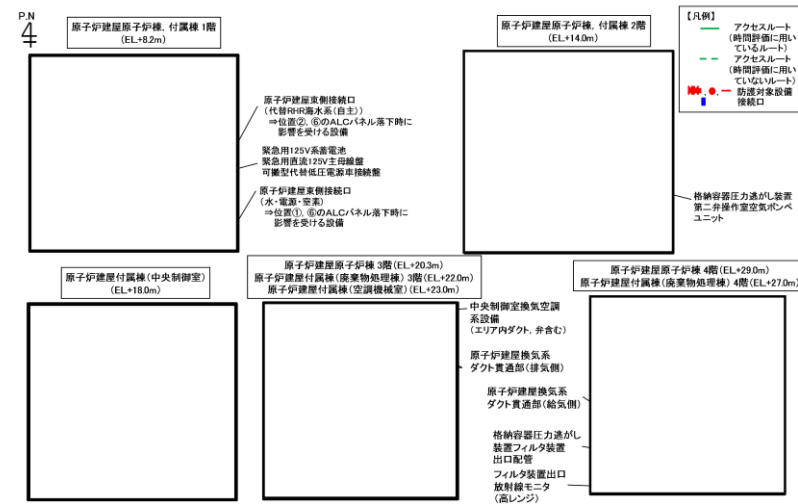 P.N
原子炉建屋原子炉棟, 付属棟 1階
(EL.+8.2m)
原子炉建屋東側接続口
(代替RHR海水系(自主))
⇒位置②, ⑥のALCパネル落下時に
影響を受ける設備
緊急用125V系蓄電池
緊急用直流125V主母線盤
可搬型代替低圧電源車接続盤
原子炉建屋東側接続口
(水・電源・窒素)
⇒位置①, ⑥のALCパネル落下時に
影響を受ける設備
原子炉建屋原子炉棟, 付属棟 2階
(EL.+14.0m)
格納容器圧力逃がし装置
第二弁操作室空気ボンベ
ユニット
【凡例】
アクセスルート
(時間評価に用い
ているルート)
アクセスルート
(時間評価に用い
ていないルート)
防護対象設備
接続口
原子炉建屋付属棟(中央制御室)
(EL.+18.0m)
原子炉建屋原子炉棟 3階(EL.+20.3m)
原子炉建屋付属棟(廃棄物処理棟) 3階(EL.+22.0m)
原子炉建屋付属棟(空調機械室)(EL.+23.0m)
中央制御室換気空調
系設備
(エリア内ダクト, 弁含む)
原子炉建屋換気系
ダクト貫通部(排気側)
原子炉建屋原子炉棟 4階(EL.+29.0m)
原子炉建屋付属棟(廃棄物処理棟) 4階(EL.+27.0m)
原子炉建屋換気系
ダクト貫通部(給気側)
格納容器圧力逃がし
装置フィルタ装置
出口配管
フィルタ装置出口
放射線モニタ
(高レンジ)